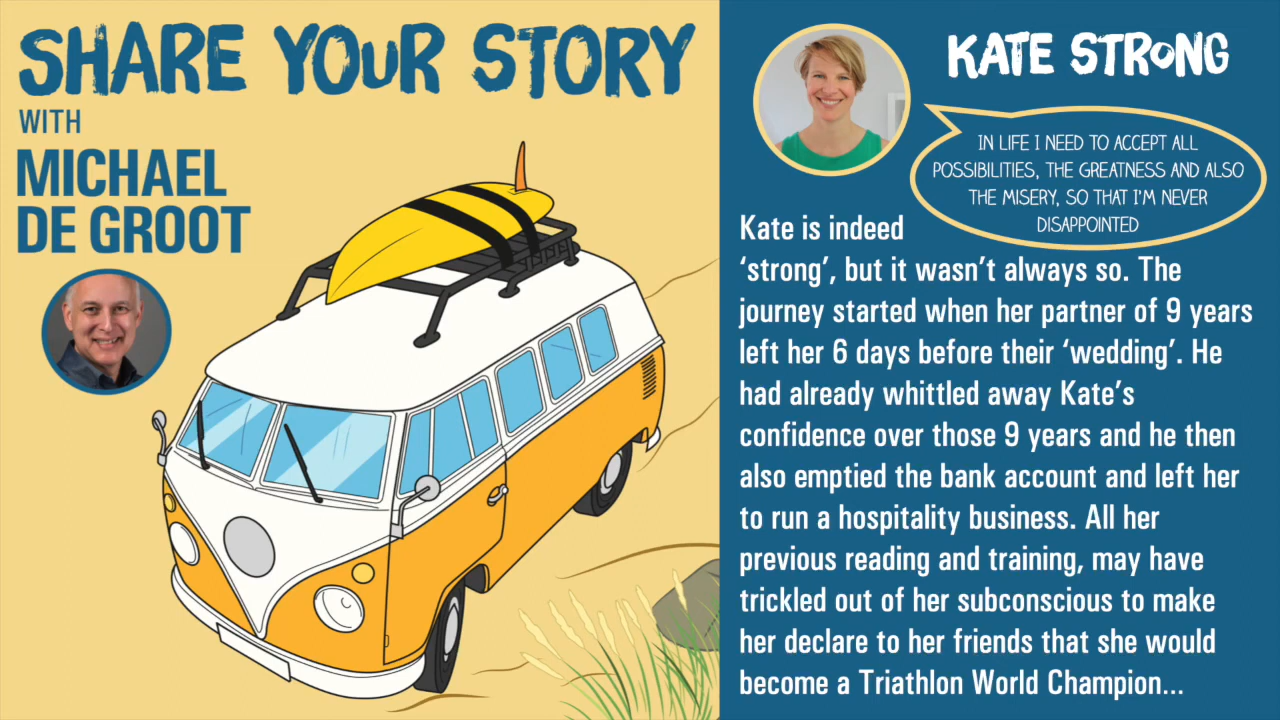 SHARE YOUR STORY
WITH
MICHAEL
DE GROOT
KATE STRONG
IN LIFE I NEED TO ACCEPT ALL
POSSIBILITIES, THE GREATNESS AND ALSO
THE MISERY, SO THAT I'M NEVER
DISAPPOINTED
Kate is indeed
‘strong’, but it wasn’t always so. The
journey started when her partner of 9 years
left her 6 days before their ‘wedding’. He
had already whittled away Kate’s
confidence over those 9 years and he then
also emptied the bank account and left her
to run a hospitality business. All her
previous reading and training, may have
trickled out of her subconscious to make
her declare to her friends that she would
become a Triathlon World Champion...